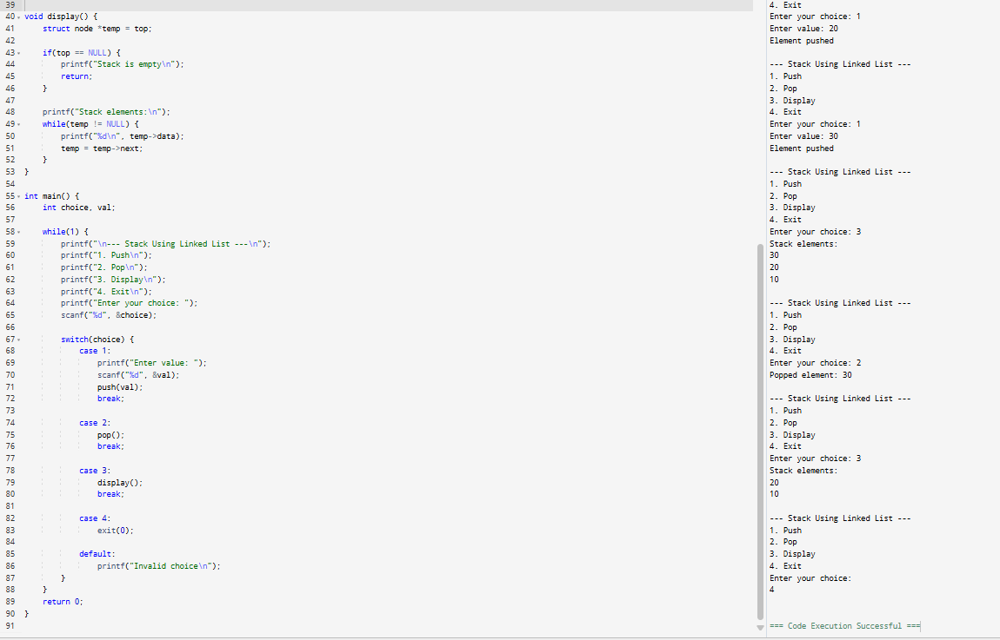 39
40 void display() {
41 struct node *temp = top;
42
43 if(top == NULL) {
44 printf("Stack is empty\n");
45 return;
46 }
47
48 printf("Stack elements:\n");
49 while(temp != NULL) {
50 printf("%d\n", temp->data);
51 temp = temp->next;
52 }
53 }
54
55 int main() {
56 int choice, val;
57
58 while(1) {
59 printf("\n--- Stack Using Linked List ---\n");
60 printf("1. Push\n");
61 printf("2. Pop\n");
62 printf("3. Display\n");
63 printf("4. Exit\n");
64 printf("Enter your choice: ");
65 scanf("%d", &choice);
66
67 switch(choice) {
68 case 1:
69 printf("Enter value: ");
70 scanf("%d", &val);
71 push(val);
72 break;
73
74 case 2:
75 pop();
76 break;
77
78 case 3:
79 display();
80 break;
81
82 case 4:
83 exit(0);
84
85 default:
86 printf("Invalid choice\n");
87 }
88 }
89 return 0;
90 }
91
4. Exit
Enter your choice: 1
Enter value: 20
Element pushed
--- Stack Using Linked List ---
1. Push
2. Pop
3. Display
4. Exit
Enter your choice: 1
Enter value: 30
Element pushed
--- Stack Using Linked List ---
1. Push
2. Pop
3. Display
4. Exit
Enter your choice: 3
Stack elements:
30
20
10
--- Stack Using Linked List ---
1. Push
2. Pop
3. Display
4. Exit
Enter your choice: 2
Popped element: 30
--- Stack Using Linked List ---
1. Push
2. Pop
3. Display
4. Exit
Enter your choice: 3
Stack elements:
20
10
--- Stack Using Linked List ---
1. Push
2. Pop
3. Display
4. Exit
Enter your choice:
4
=== Code Execution Successful ===